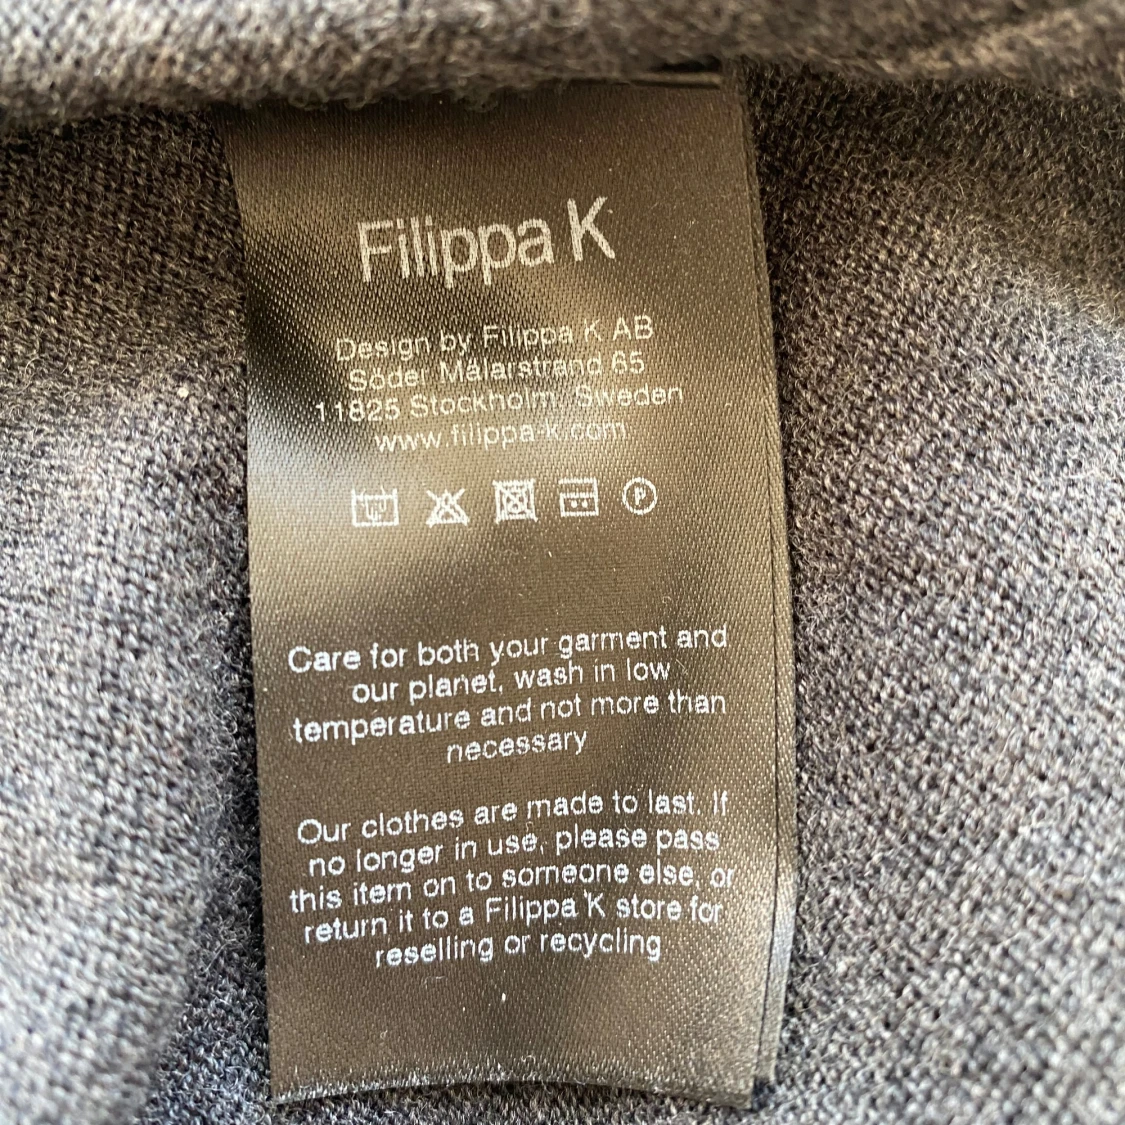 Filippa K
Design by Filippa K AB
Söder Mälarstrand 65
11825 Stockholm, Sweden
www.filippa-k.com
P
Care for both your garment and
our planet, wash in low
temperature and not more than
necessary
Our clothes are made to last. If
no longer in use, please pass
this item on to someone else, or
return it to a Filippa K store for
reselling or recycling